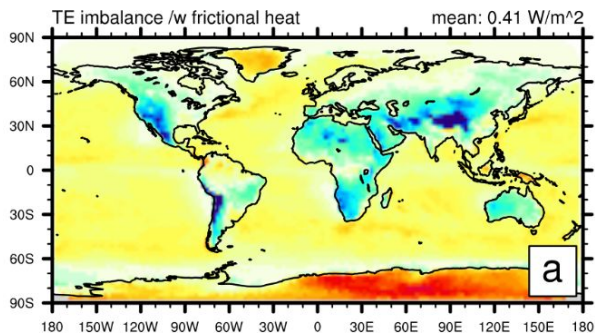 TE imbalance /w frictional heat mean: 0.41 W/m^2
90N
60N
30N
0
30S
60S
90S
a
180 150W 120W 90W 60W 30W 0 30E 60E 90E 120E 150E 180